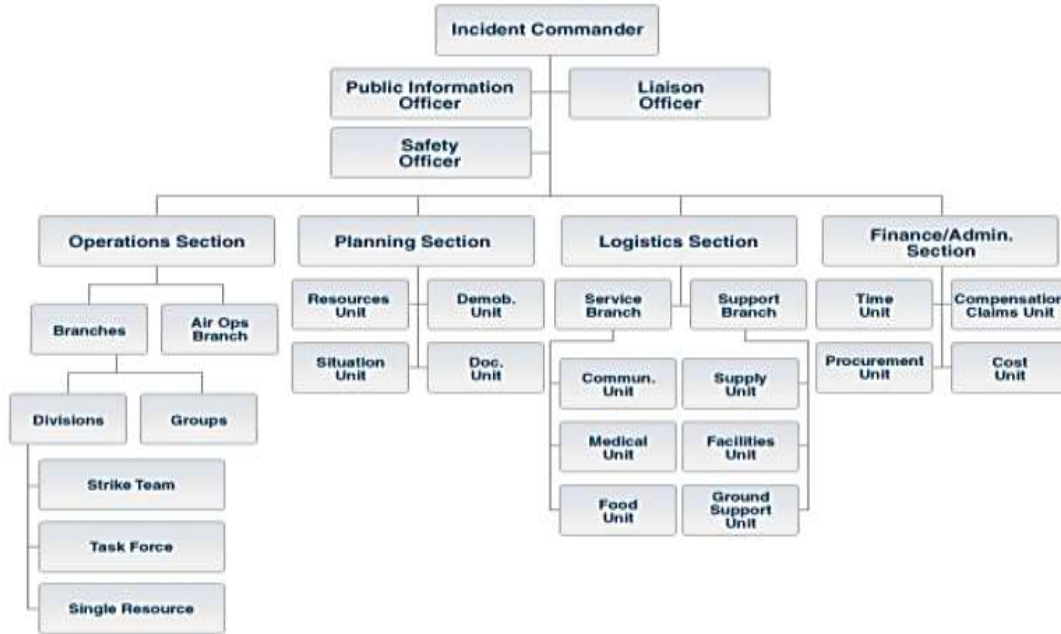 Incident Commander
Public Information
Officer
Liaison
Officer
Safety
Officer
Operations Section
Planning Section
Logistics Section
Finance/Admin.
Section
Branches
Air Ops
Branch
Resources
Unit
Demob.
Unit
Service
Branch
Support
Branch
Time
Unit
Compensation
Claims Unit
Situation
Unit
Doc.
Unit
Procurement
Unit
Cost
Unit
Divisions
Groups
Commun.
Unit
Supply
Unit
Medical
Unit
Facilities
Unit
Food
Unit
Ground
Support
Unit
Strike Team
Task Force
Single Resource